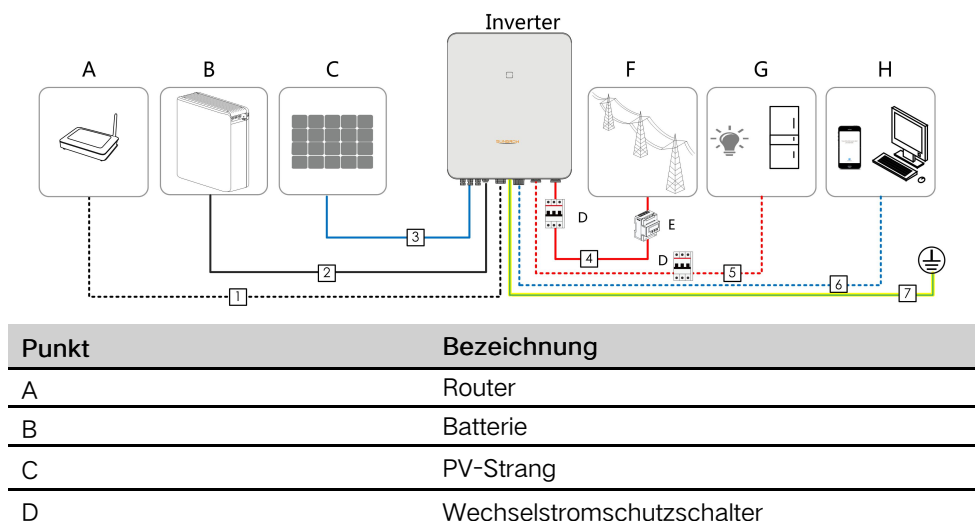 Inverter
A B C F G H
D
E
3
4
D
5
2
6
1
7
Punkt Bezeichnung
A Router
B Batterie
C PV-Strang
D Wechselstromschutzschalter